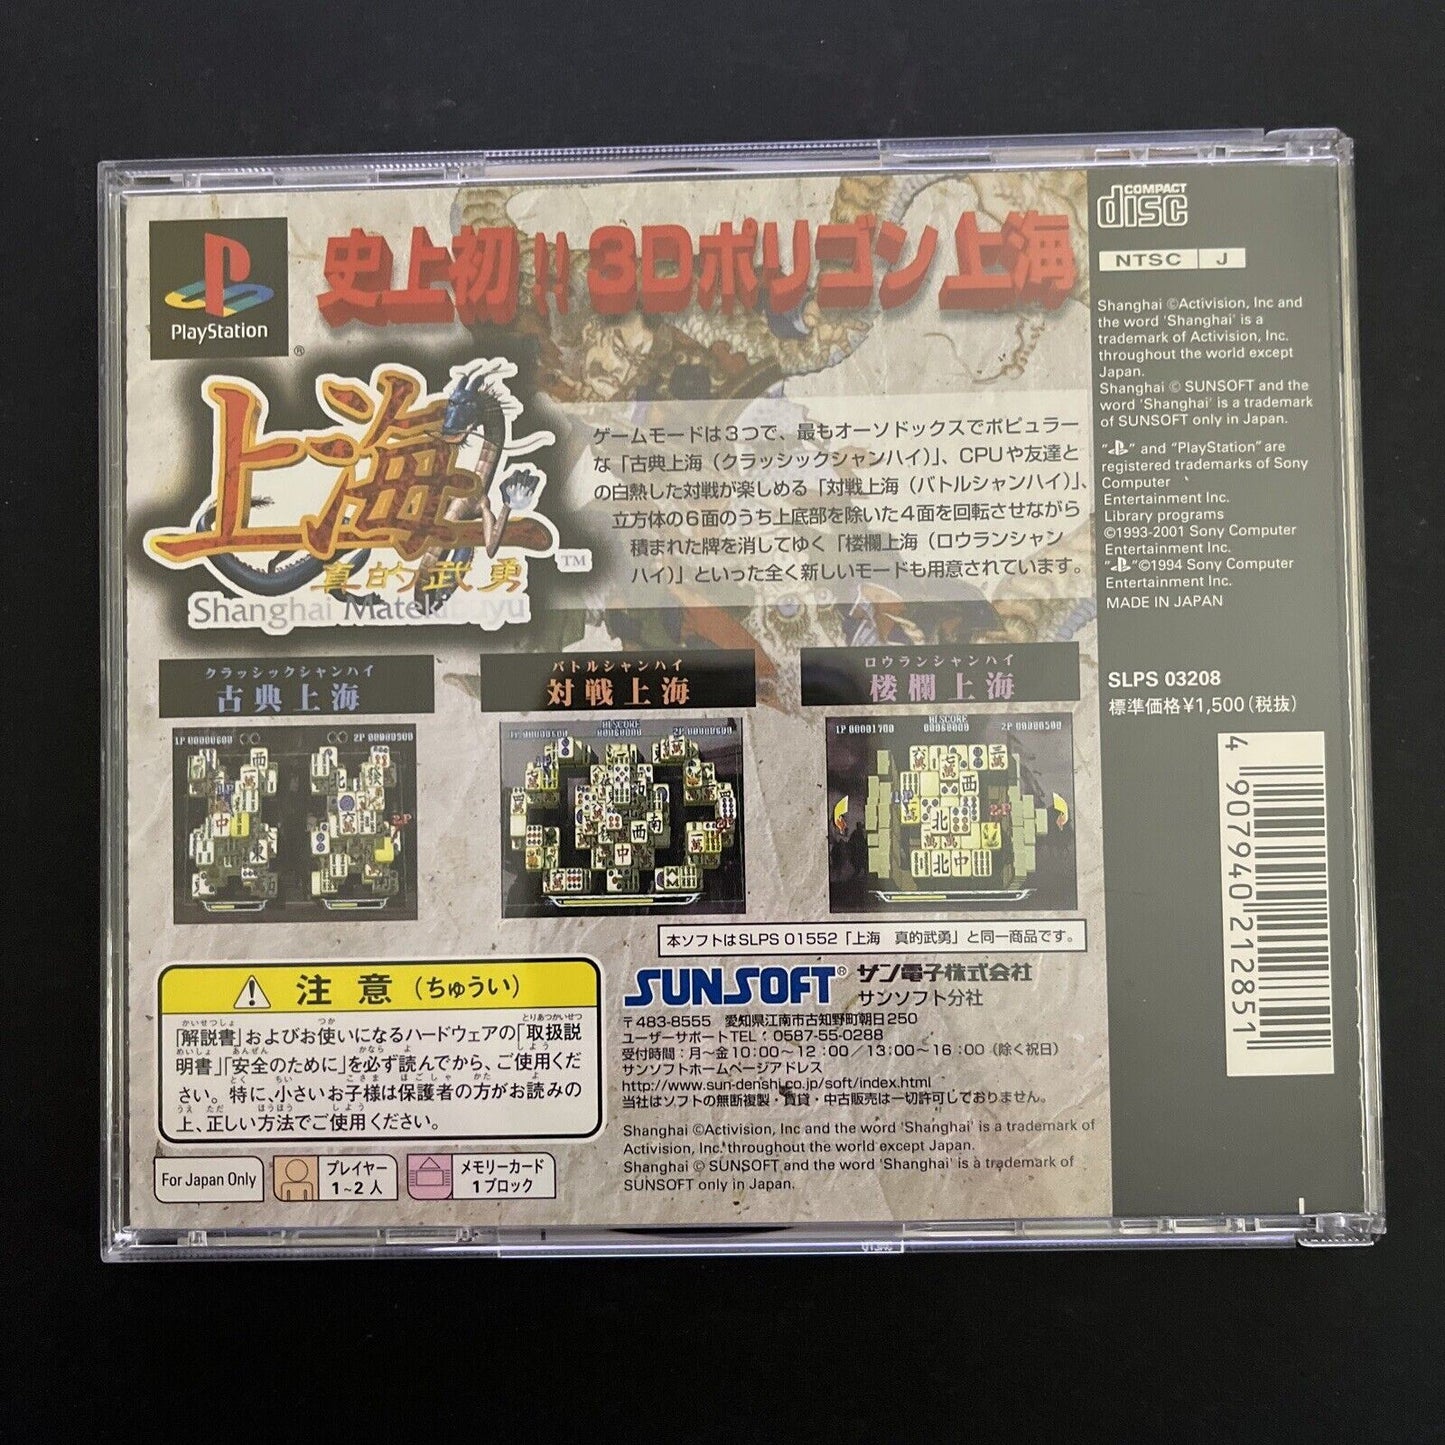 PlayStation
®
史上初!! 3Dポリゴン上海
上海
真的武勇
TM
Shanghai Matekibuyu
ゲームモードは3つで、最もオーソドックスでポピュラー
な「古典上海(クラッシックシャンハイ)」、CPUや友達と
の白熱した対戦が楽しめる「対戦上海(バトルシャンハイ)」、
立方体の6面のうち上底部を除いた4面を回転させながら
積まれた牌を消してゆく「楼欄上海(ロウランシャン
ハイ)」といった全く新しいモードも用意されています。
クラッシックシャンハイ
古典上海
バトルシャンハイ
対戦上海
ロウランシャンハイ
楼欄上海
1P 00000600
2P 00000900
HISCORE
1P 00000600 00060000 2P 00000600
HISCORE
1P 00001700 00060000 2P 00000500
本ソフトはSLPS 01552「上海 真的武勇」と同一商品です。
注意(ちゅうい)
「解説書」およびお使いになるハードウェアの「取扱説
明書」「安全のために」を必ず読んでから、ご使用くだ
さい。特に、小さいお子様は保護者の方がお読みの
上、正しい方法でご使用ください。
For Japan Only
プレイヤー
1~2人
メモリーカード
1ブロック
SUNSOFT® サン電子株式会社
サンソフト分社
〒483-8555 愛知県江南市古知野町朝日250
ユーザーサポートTEL:0587-55-0288
受付時間:月~金10:00~12:00/13:00~16:00(除く祝日)
サンソフトホームページアドレス
http://www.sun-denshi.co.jp/soft/index.html
当社はソフトの無断複製・賃貸・中古販売は一切許可しておりません。
Shanghai ©Activision, Inc and the word 'Shanghai' is a trademark of
Activision, Inc. throughout the world except Japan.
Shanghai © SUNSOFT and the word 'Shanghai' is a trademark of
SUNSOFT only in Japan.
COMPACT
disc
NTSC J
Shanghai ©Activision, Inc and
the word 'Shanghai' is a
trademark of Activision, Inc.
throughout the world except
Japan.
Shanghai © SUNSOFT and the
word 'Shanghai' is a trademark
of SUNSOFT only in Japan.
" " and "PlayStation" are
registered trademarks of Sony
Computer
Entertainment Inc.
Library programs
©1993-2001 Sony Computer
Entertainment Inc.
" "©1994 Sony Computer
Entertainment Inc.
MADE IN JAPAN
SLPS 03208
標準価格¥1,500(税抜)
4 907940 212851